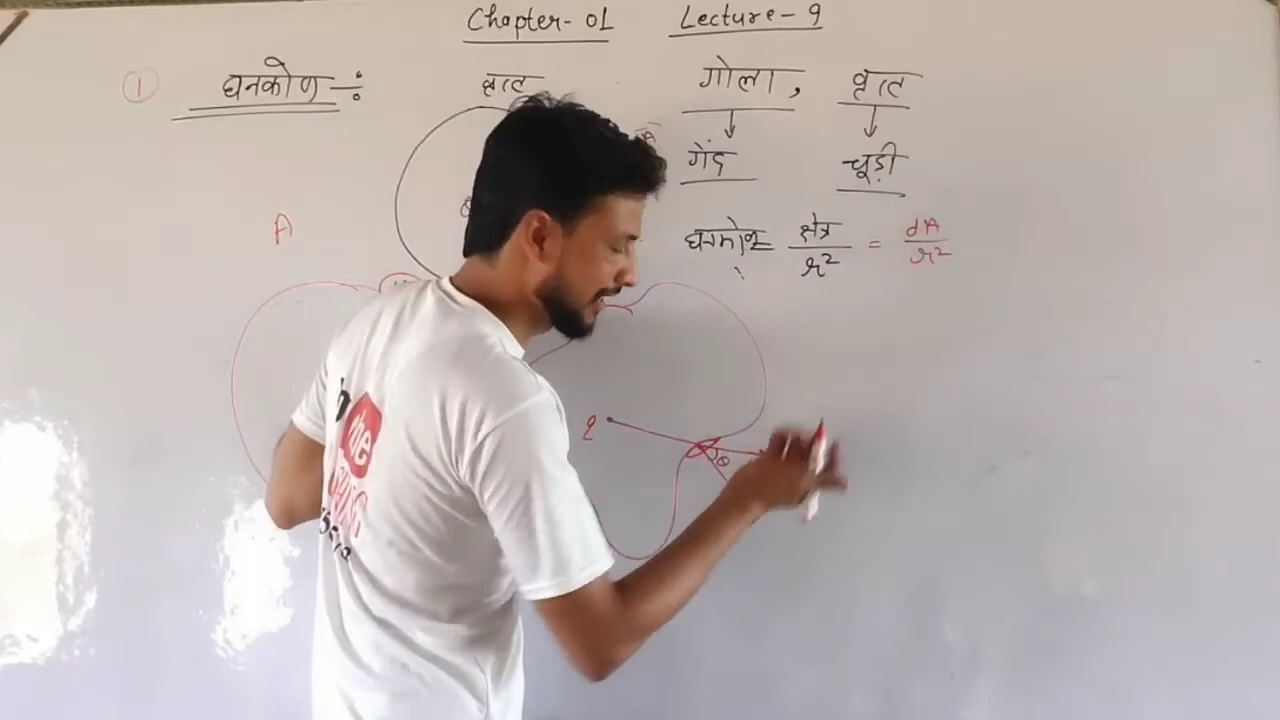 Chapter-01 Lecture-9
① घनकोण ÷ वृात गोला, वृात
गेंद चूड़ी
A
घनकोण क्षेत्र/r² = dA/r²
q
θ